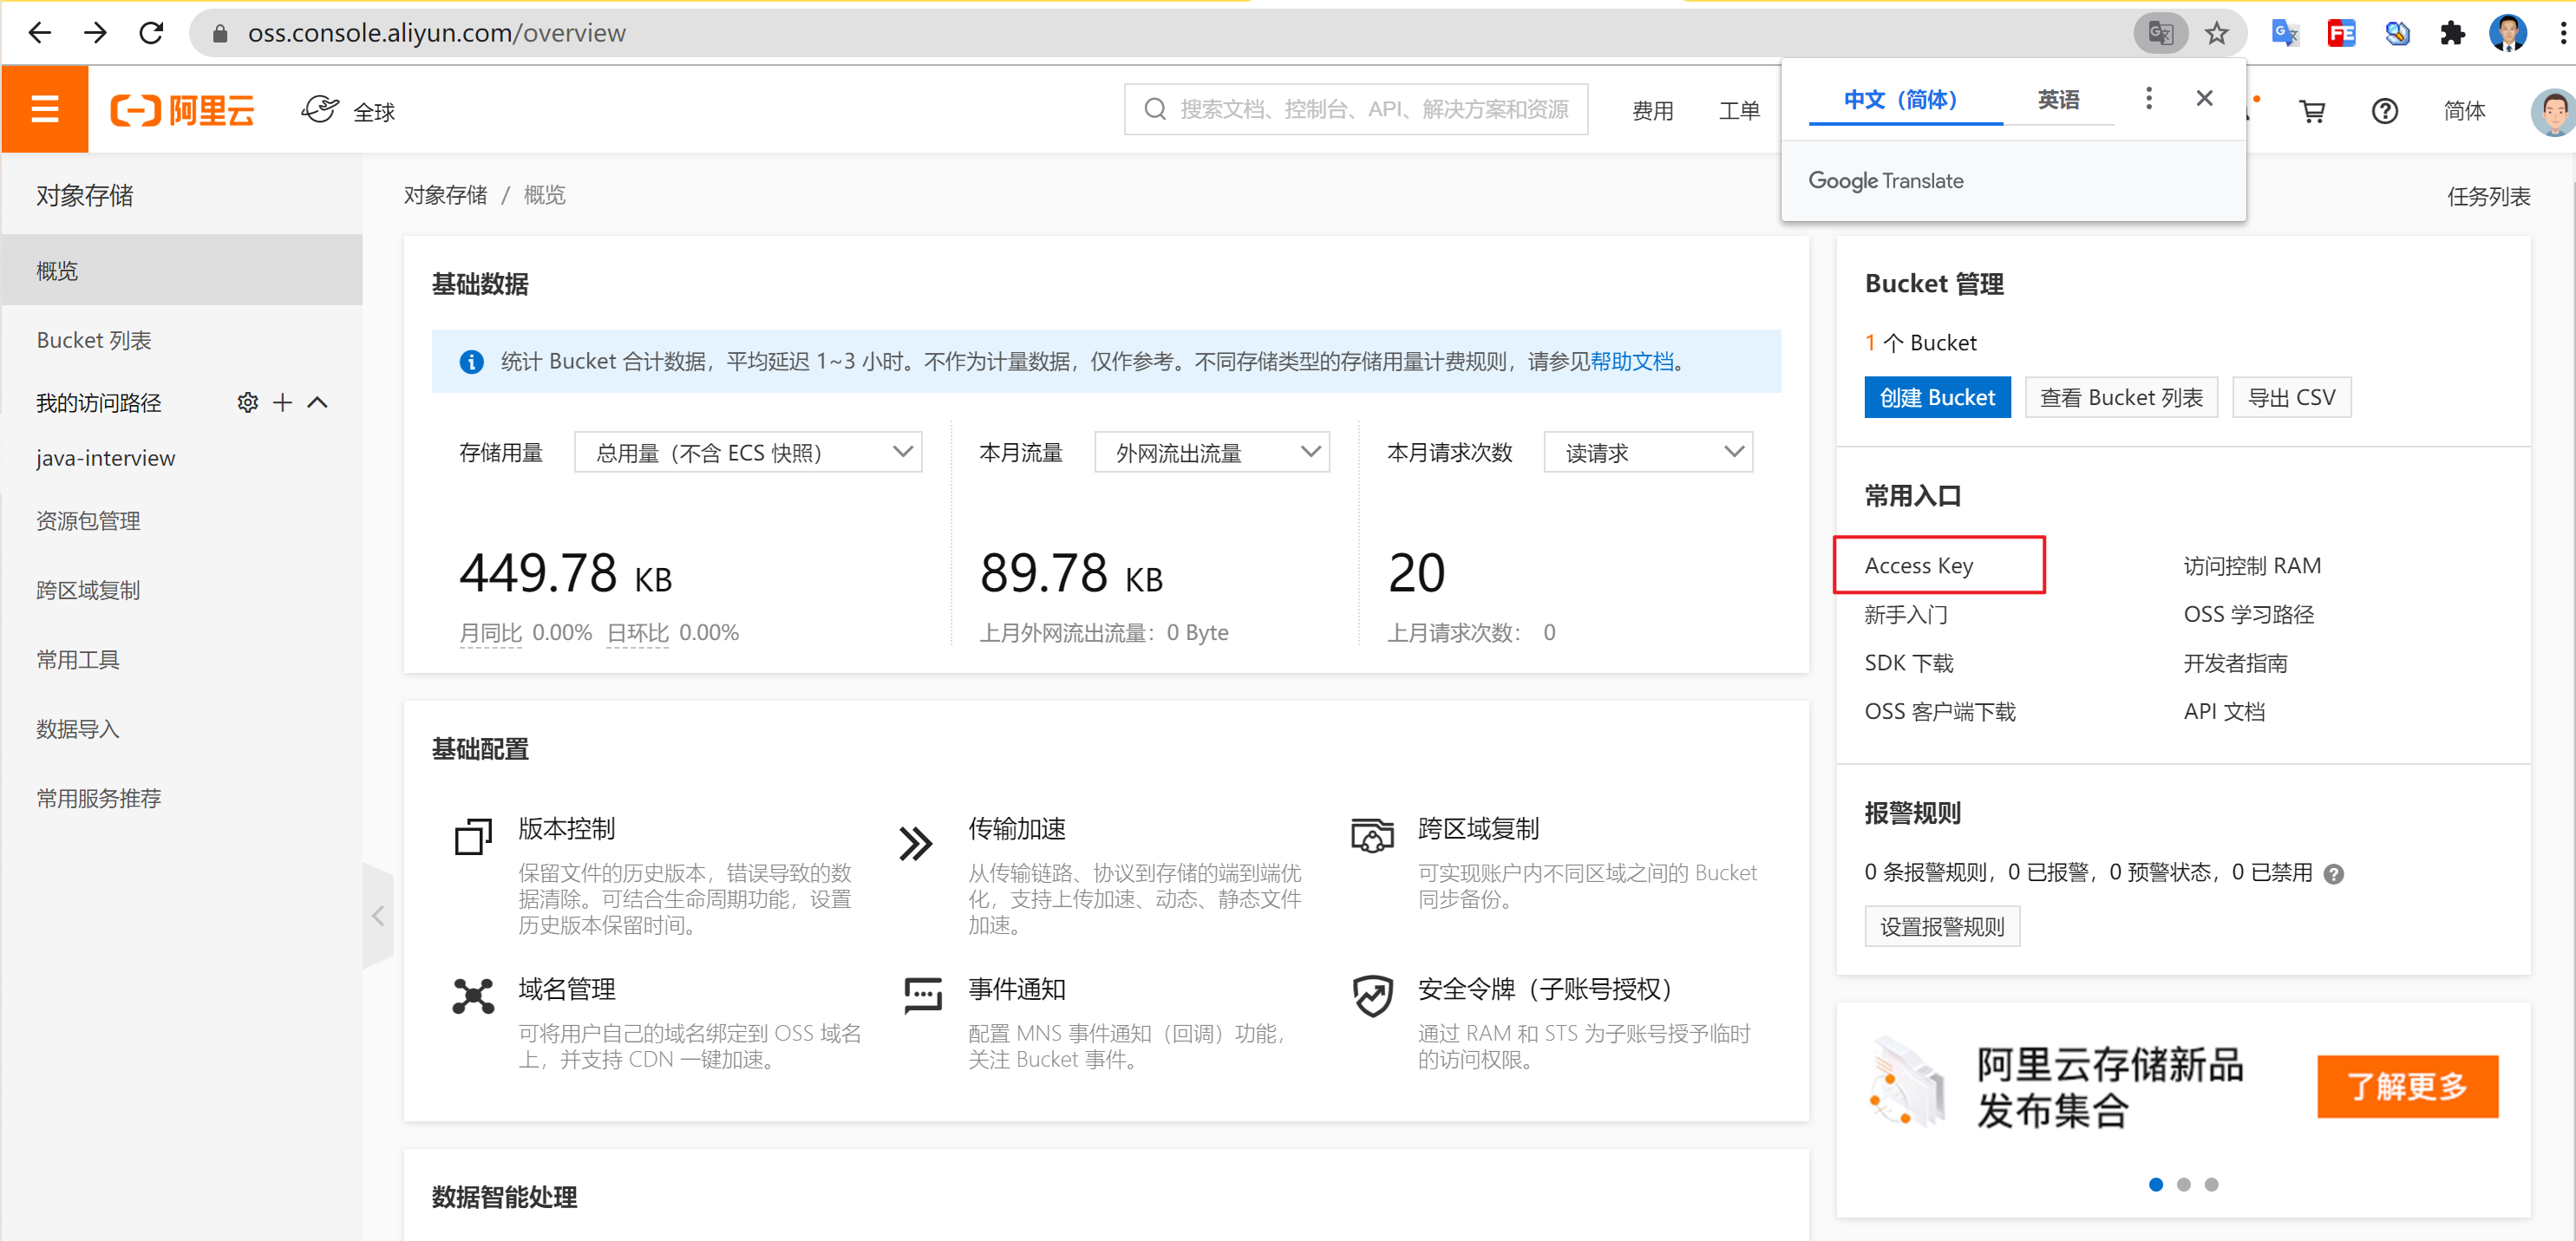 oss.console.aliyun.com/overview
阿里云
全球
搜索文档、控制台、API、解决方案和资源
费用
工单
中文（简体）
英语
Google Translate
简体
对象存储
概览
Bucket 列表
我的访问路径
java-interview
资源包管理
跨区域复制
常用工具
数据导入
常用服务推荐
对象存储 / 概览
任务列表
基础数据
统计 Bucket 合计数据，平均延迟 1~3 小时。不作为计量数据，仅作参考。不同存储类型的存储用量计费规则，请参见帮助文档。
存储用量
总用量（不含 ECS 快照）
449.78 KB
月同比 0.00% 日环比 0.00%
本月流量
外网流出流量
89.78 KB
上月外网流出流量：0 Byte
本月请求次数
读请求
20
上月请求次数： 0
基础配置
版本控制
保留文件的历史版本，错误导致的数
据清除。可结合生命周期功能，设置
历史版本保留时间。
传输加速
从传输链路、协议到存储的端到端优
化，支持上传加速、动态、静态文件
加速。
跨区域复制
可实现账户内不同区域之间的 Bucket
同步备份。
域名管理
可将用户自己的域名绑定到 OSS 域名
上，并支持 CDN 一键加速。
事件通知
配置 MNS 事件通知（回调）功能，
关注 Bucket 事件。
安全令牌（子账号授权）
通过 RAM 和 STS 为子账号授予临时
的访问权限。
数据智能处理
Bucket 管理
1 个 Bucket
创建 Bucket
查看 Bucket 列表
导出 CSV
常用入口
Access Key
访问控制 RAM
新手入门
OSS 学习路径
SDK 下载
开发者指南
OSS 客户端下载
API 文档
报警规则
0 条报警规则，0 已报警，0 预警状态，0 已禁用
设置报警规则
阿里云存储新品
发布集合
了解更多